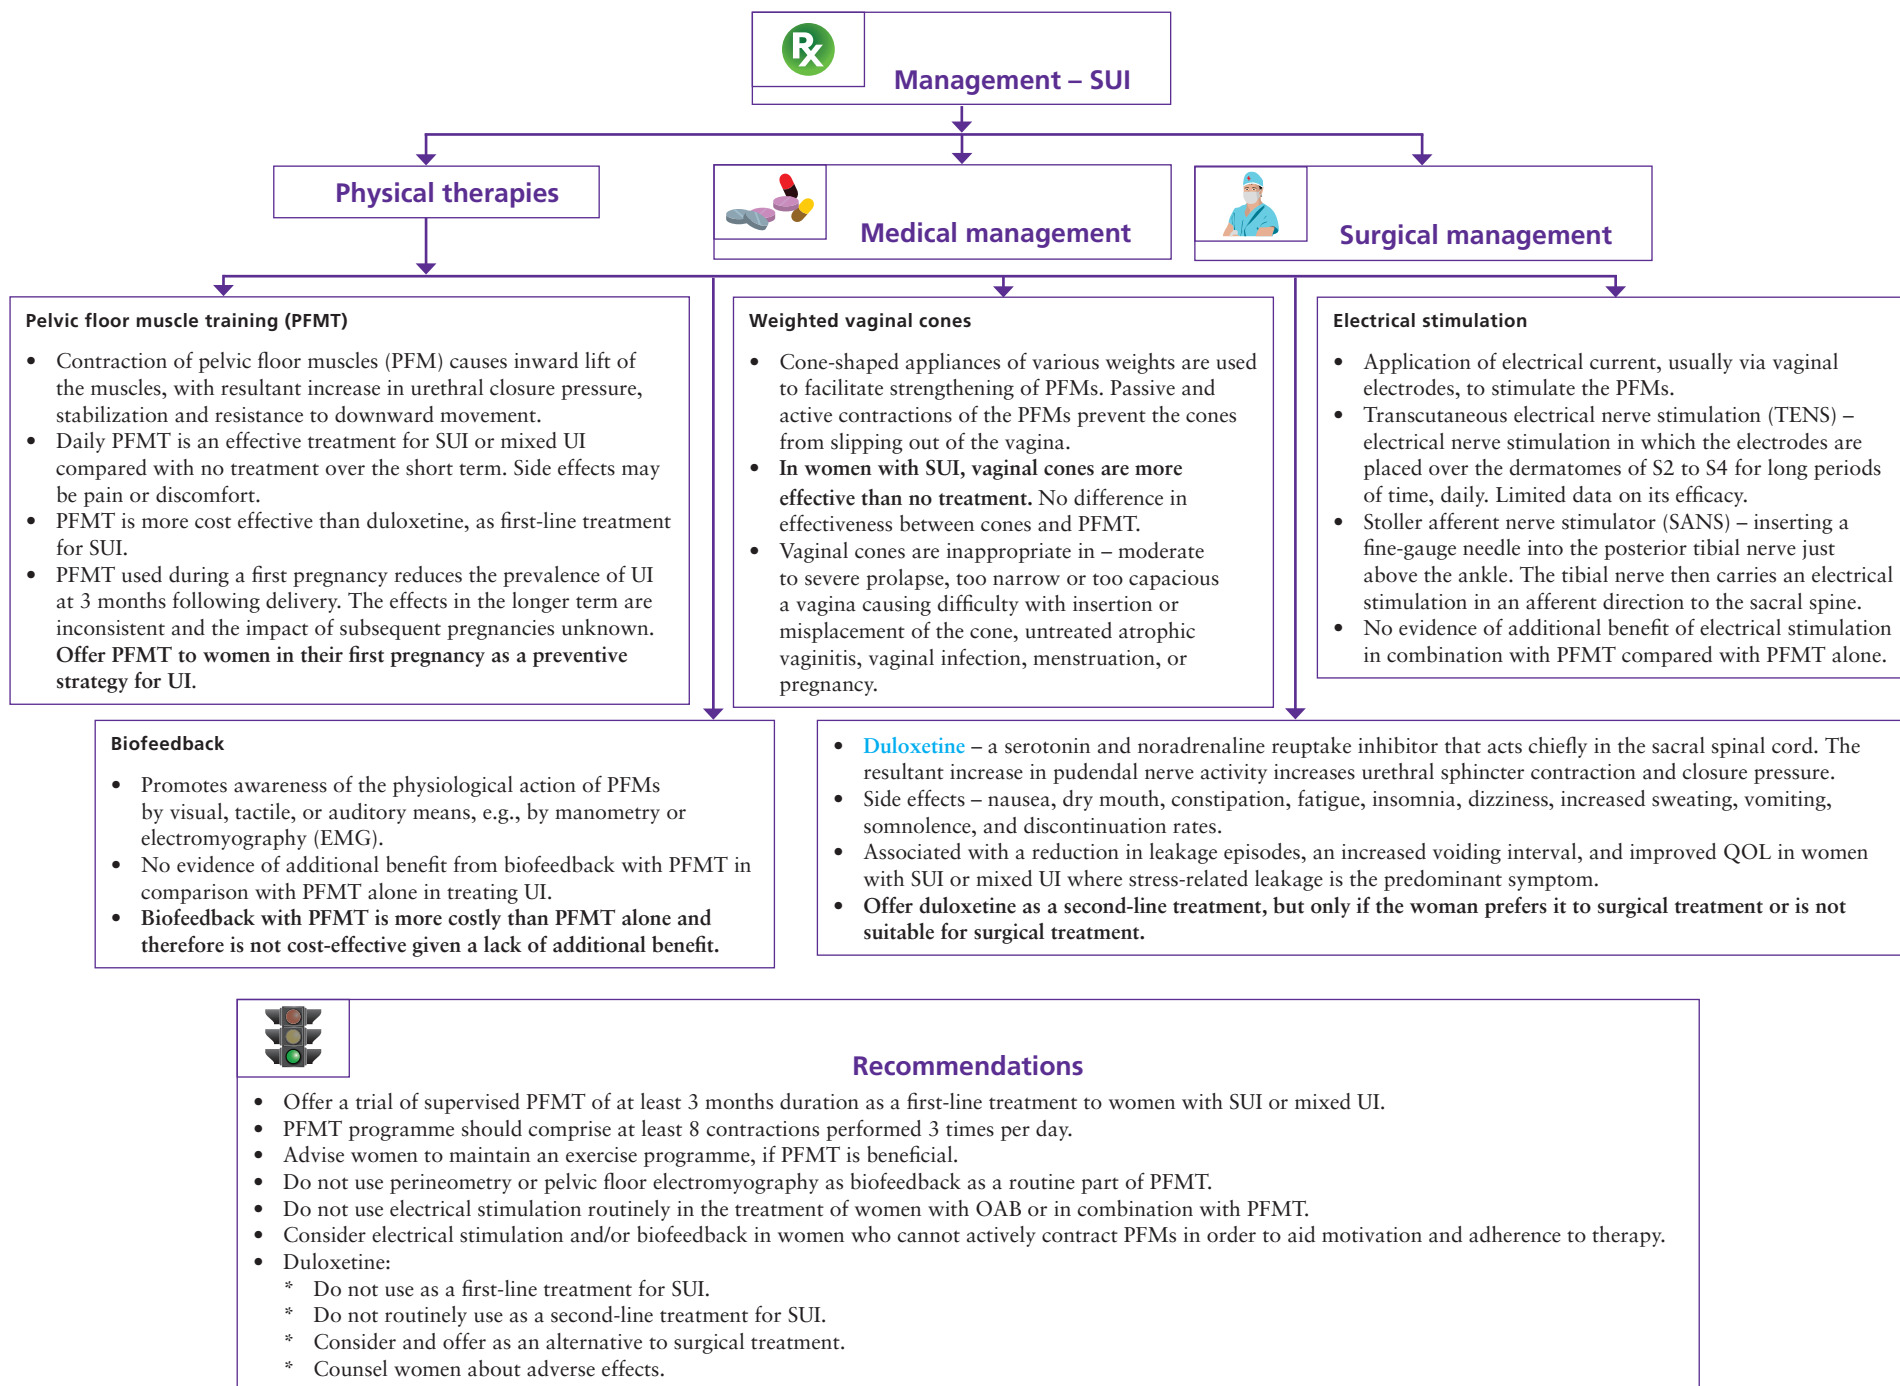 Rx
Management – SUI
Physical therapies
Medical management
Surgical management
Pelvic floor muscle training (PFMT)
• Contraction of pelvic floor muscles (PFM) causes inward lift of
the muscles, with resultant increase in urethral closure pressure,
stabilization and resistance to downward movement.
• Daily PFMT is an effective treatment for SUI or mixed UI
compared with no treatment over the short term. Side effects may
be pain or discomfort.
• PFMT is more cost effective than duloxetine, as first-line treatment
for SUI.
• PFMT used during a first pregnancy reduces the prevalence of UI
at 3 months following delivery. The effects in the longer term are
inconsistent and the impact of subsequent pregnancies unknown.
Offer PFMT to women in their first pregnancy as a preventive
strategy for UI.
Weighted vaginal cones
• Cone-shaped appliances of various weights are used
to facilitate strengthening of PFMs. Passive and
active contractions of the PFMs prevent the cones
from slipping out of the vagina.
• In women with SUI, vaginal cones are more
effective than no treatment. No difference in
effectiveness between cones and PFMT.
• Vaginal cones are inappropriate in – moderate
to severe prolapse, too narrow or too capacious
a vagina causing difficulty with insertion or
misplacement of the cone, untreated atrophic
vaginitis, vaginal infection, menstruation, or
pregnancy.
Electrical stimulation
• Application of electrical current, usually via vaginal
electrodes, to stimulate the PFMs.
• Transcutaneous electrical nerve stimulation (TENS) –
electrical nerve stimulation in which the electrodes are
placed over the dermatomes of S2 to S4 for long periods
of time, daily. Limited data on its efficacy.
• Stoller afferent nerve stimulator (SANS) – inserting a
fine-gauge needle into the posterior tibial nerve just
above the ankle. The tibial nerve then carries an electrical
stimulation in an afferent direction to the sacral spine.
• No evidence of additional benefit of electrical stimulation
in combination with PFMT compared with PFMT alone.
Biofeedback
• Promotes awareness of the physiological action of PFMs
by visual, tactile, or auditory means, e.g., by manometry or
electromyography (EMG).
• No evidence of additional benefit from biofeedback with PFMT in
comparison with PFMT alone in treating UI.
• Biofeedback with PFMT is more costly than PFMT alone and
therefore is not cost-effective given a lack of additional benefit.
• Duloxetine – a serotonin and noradrenaline reuptake inhibitor that acts chiefly in the sacral spinal cord. The
resultant increase in pudendal nerve activity increases urethral sphincter contraction and closure pressure.
• Side effects – nausea, dry mouth, constipation, fatigue, insomnia, dizziness, increased sweating, vomiting,
somnolence, and discontinuation rates.
• Associated with a reduction in leakage episodes, an increased voiding interval, and improved QOL in women
with SUI or mixed UI where stress-related leakage is the predominant symptom.
• Offer duloxetine as a second-line treatment, but only if the woman prefers it to surgical treatment or is not
suitable for surgical treatment.
Recommendations
• Offer a trial of supervised PFMT of at least 3 months duration as a first-line treatment to women with SUI or mixed UI.
• PFMT programme should comprise at least 8 contractions performed 3 times per day.
• Advise women to maintain an exercise programme, if PFMT is beneficial.
• Do not use perineometry or pelvic floor electromyography as biofeedback as a routine part of PFMT.
• Do not use electrical stimulation routinely in the treatment of women with OAB or in combination with PFMT.
• Consider electrical stimulation and/or biofeedback in women who cannot actively contract PFMs in order to aid motivation and adherence to therapy.
• Duloxetine:
* Do not use as a first-line treatment for SUI.
* Do not routinely use as a second-line treatment for SUI.
* Consider and offer as an alternative to surgical treatment.
* Counsel women about adverse effects.